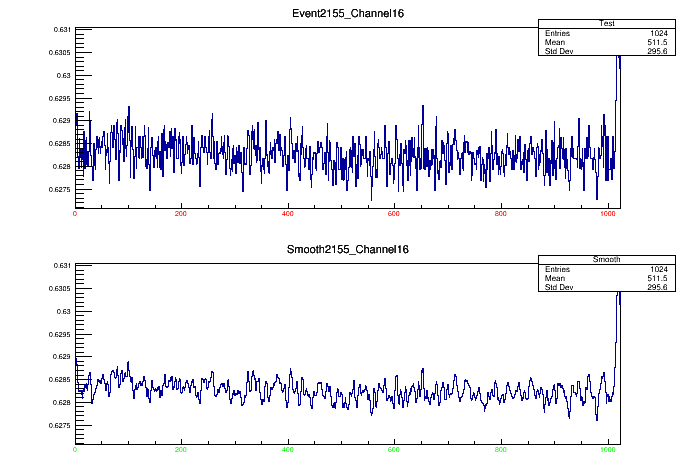 Event2155_Channel16
Test
Entries 1024
Mean 511.5
Std Dev 295.6
0.631
0.6305
0.63
0.6295
0.629
0.6285
0.628
0.6275
0 200 400 600 800 1000
Smooth2155_Channel16
Smooth
Entries 1024
Mean 511.5
Std Dev 295.6
0.631
0.6305
0.63
0.6295
0.629
0.6285
0.628
0.6275
0 200 400 600 800 1000